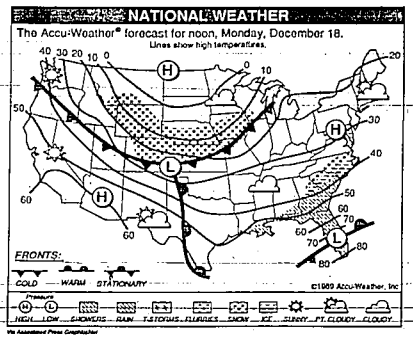 NATIONAL WEATHER
The Accu-Weather® forecast for noon, Monday, December 18.
Lines show high temperatures.
40 30 20 10 0 H 0 10 20
50
H 30
40
L
60 H 50
60
70
60 60 70 L 80
80
FRONTS:
COLD WARM STATIONARY
©1989 Accu-Weather, Inc
Pressure
H L
HIGH LOW SHOWERS RAIN T-STORMS FLURRIES SNOW ICE SUNNY PT. CLOUDY CLOUDY
Via Associated Press GraphicsNet